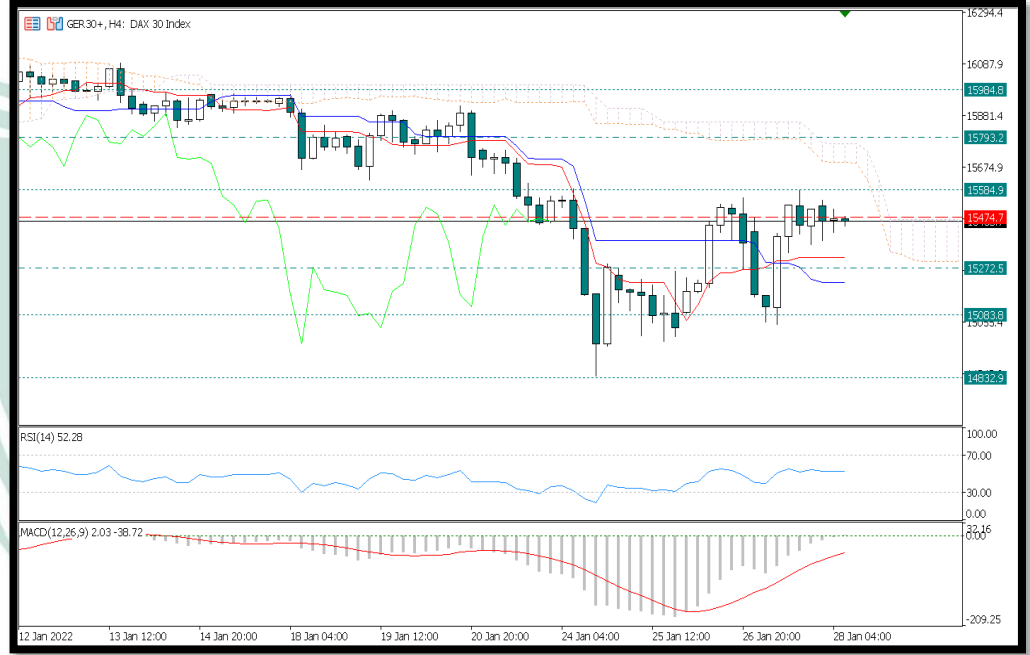 GER30+, H4: DAX 30 Index
16294.4
16087.9
15984.8
15881.4
15793.2
15674.9
15584.9
15474.7
15272.5
15083.8
14832.9
RSI(14) 52.28
100.00
70.00
30.00
0.00
MACD(12,26,9) 2.03 -38.72
32.16
0.00
-209.25
12 Jan 2022
13 Jan 12:00
14 Jan 20:00
18 Jan 04:00
19 Jan 12:00
20 Jan 20:00
24 Jan 04:00
25 Jan 12:00
26 Jan 20:00
28 Jan 04:00